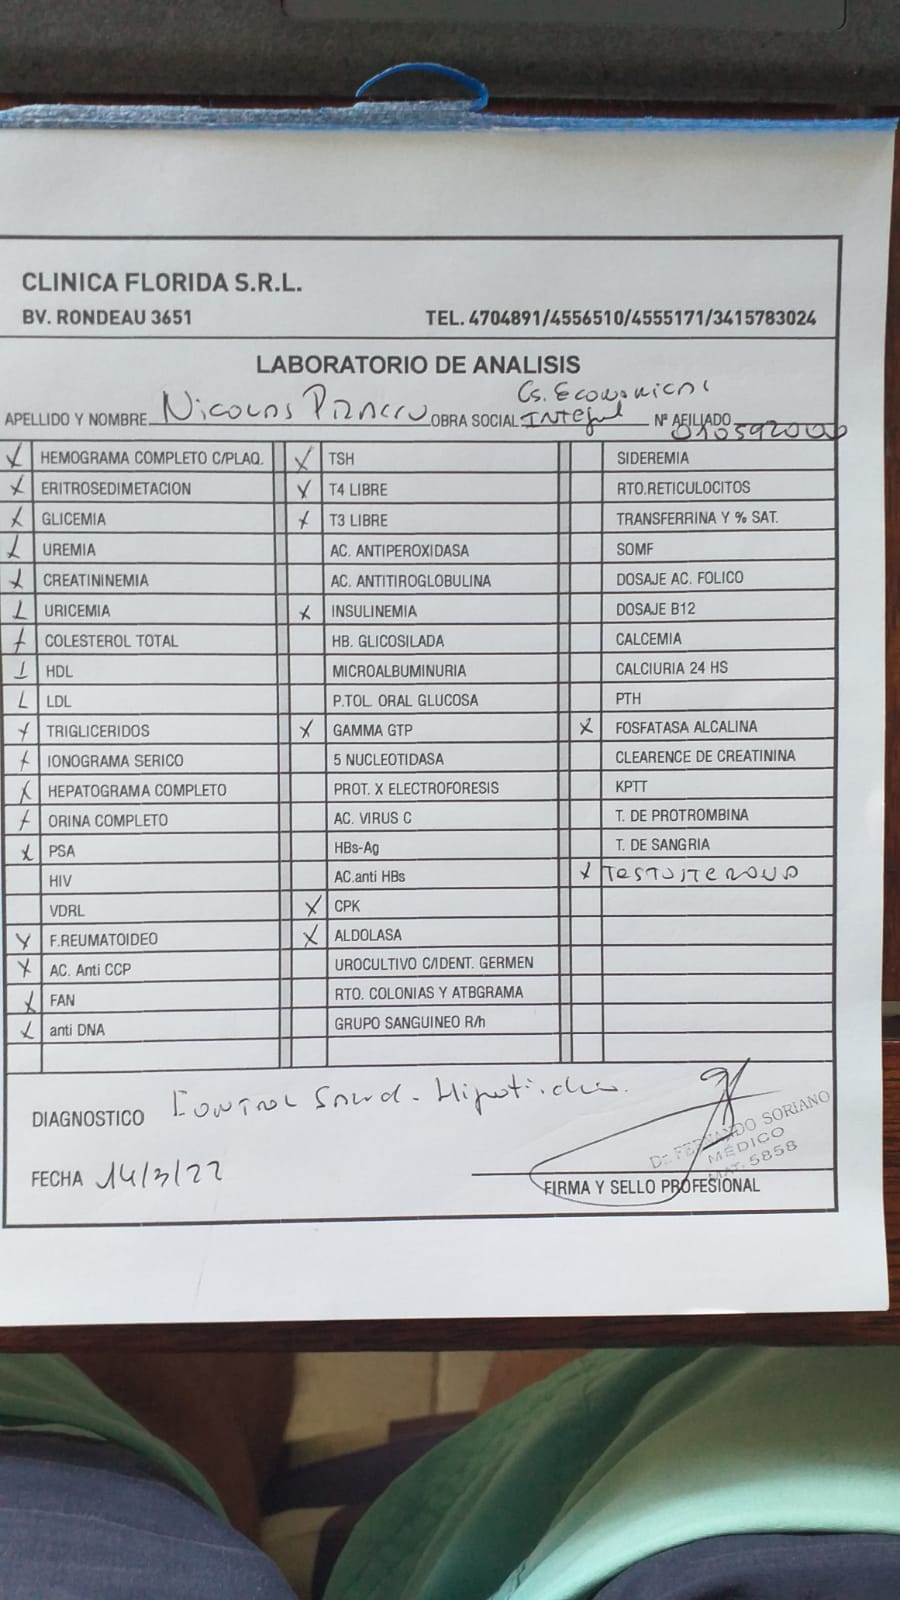 CLINICA FLORIDA S.R.L.
BV. RONDEAU 3651 TEL. 4704891/4556510/4555171/3415783024
LABORATORIO DE ANALISIS
Cs. Economicas
APELLIDO Y NOMBRE Nicolas OBRA SOCIAL Integral Nº AFILIADO
X HEMOGRAMA COMPLETO C/PLAQ. X TSH SIDEREMIA
X ERITROSEDIMETACION X T4 LIBRE RTO.RETICULOCITOS
X GLICEMIA X T3 LIBRE TRANSFERRINA Y % SAT.
X UREMIA AC. ANTIPEROXIDASA SOMF
X CREATININEMIA AC. ANTITIROGLOBULINA DOSAJE AC. FOLICO
X URICEMIA X INSULINEMIA DOSAJE B12
X COLESTEROL TOTAL HB. GLICOSILADA CALCEMIA
X HDL MICROALBUMINURIA CALCIURIA 24 HS
X LDL P.TOL. ORAL GLUCOSA PTH
X TRIGLICERIDOS X GAMMA GTP X FOSFATASA ALCALINA
X IONOGRAMA SERICO 5 NUCLEOTIDASA CLEARENCE DE CREATININA
X HEPATOGRAMA COMPLETO PROT. X ELECTROFORESIS KPTT
X ORINA COMPLETO AC. VIRUS C T. DE PROTROMBINA
X PSA HBs-Ag T. DE SANGRIA
HIV AC.anti HBs X Testosterona
VDRL X CPK
X F.REUMATOIDEO X ALDOLASA
X AC. Anti CCP UROCULTIVO C/IDENT. GERMEN
X FAN RTO. COLONIAS Y ATBGRAMA
X anti DNA GRUPO SANGUINEO R/h
DIAGNOSTICO Control Salud -
Dr. FERNANDO SORIANO
MÉDICO
MAT. 5858
FECHA 14/3/22
FIRMA Y SELLO PROFESIONAL